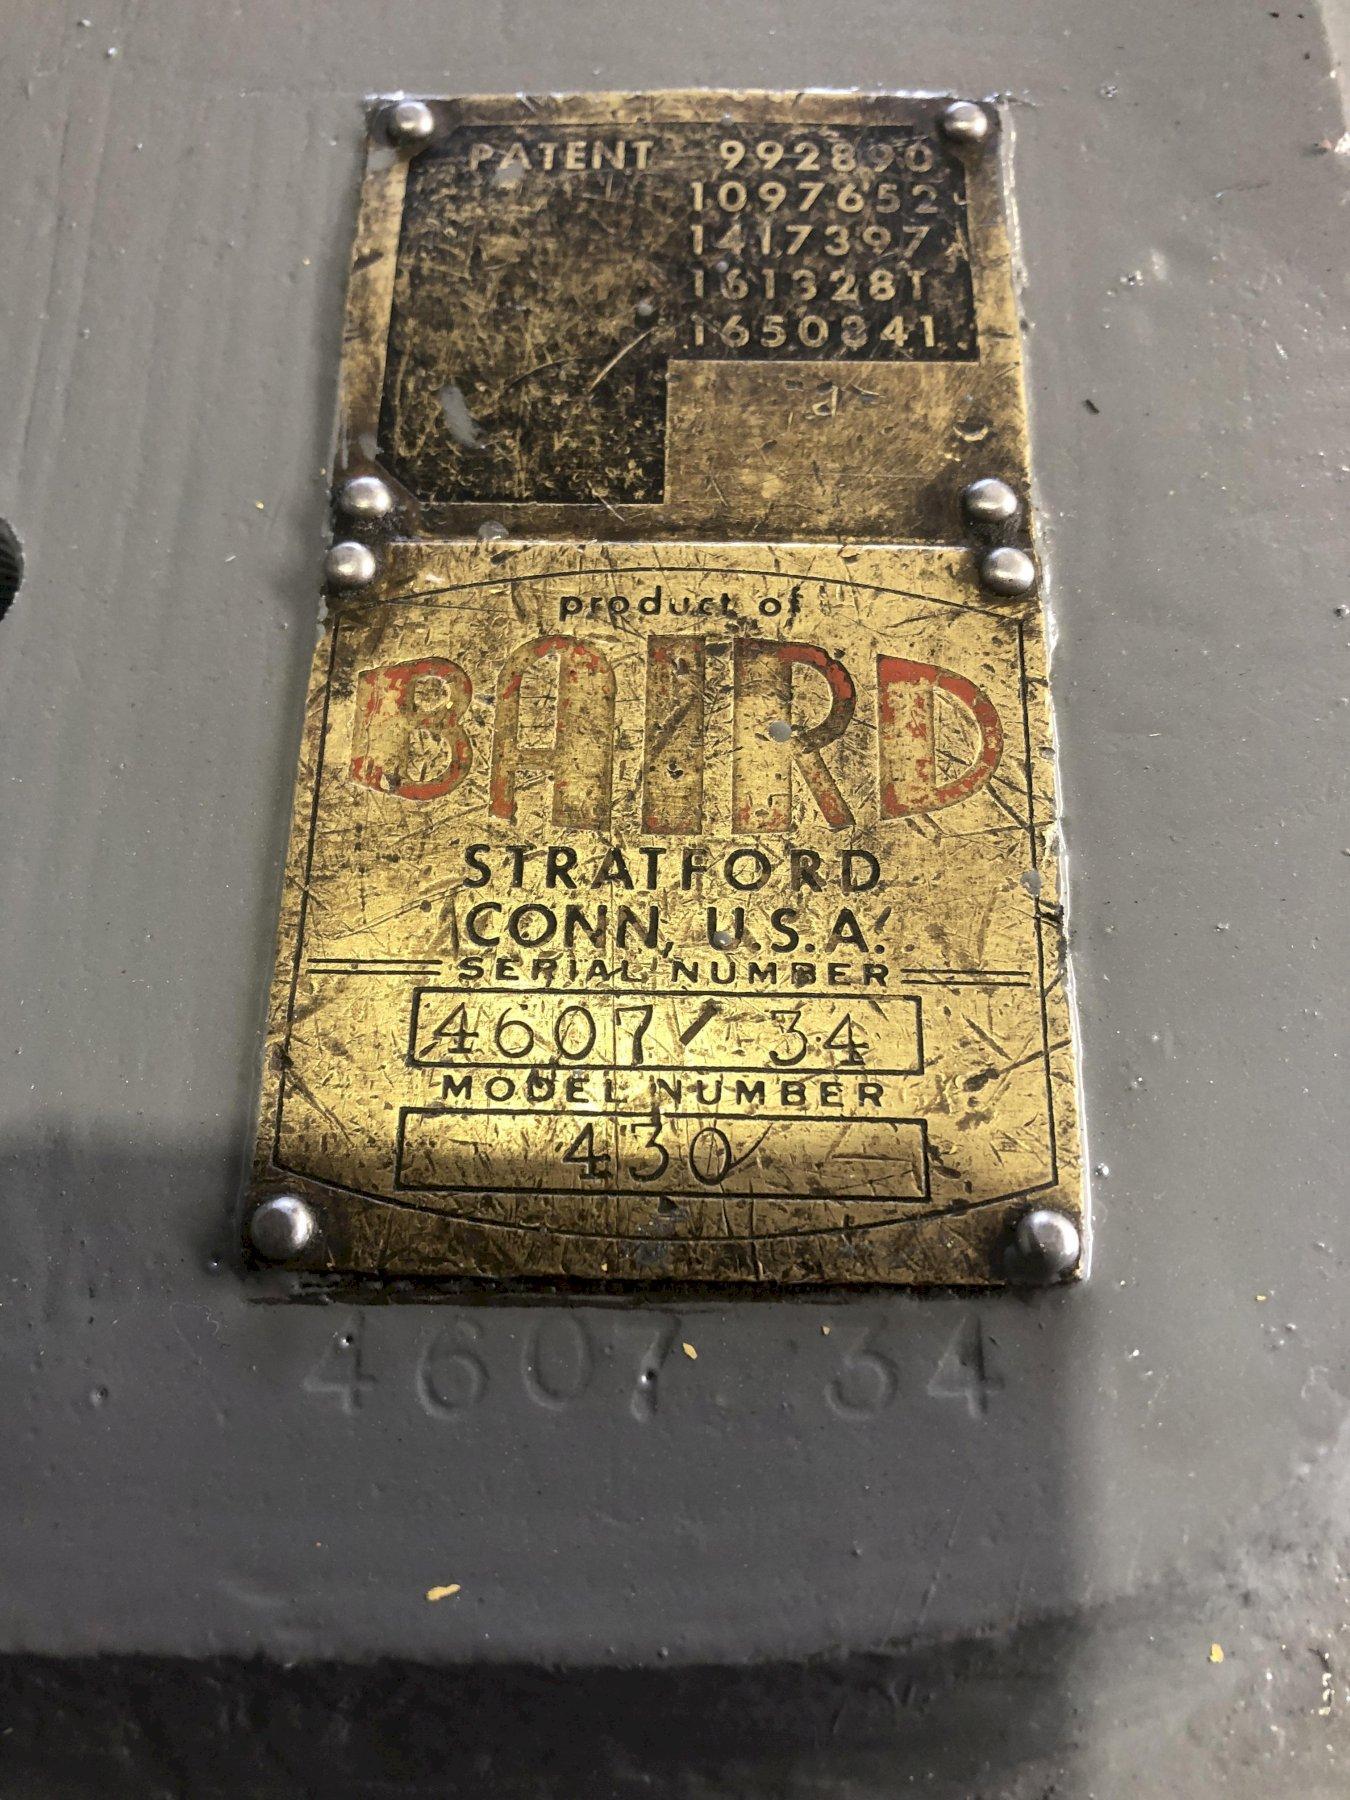 PATENT 992890
1097652
1417397
1613281
1650841
product of
BAIRD
STRATFORD
CONN, U.S.A.
SERIAL NUMBER
4607/34
MODEL NUMBER
430
4607 34